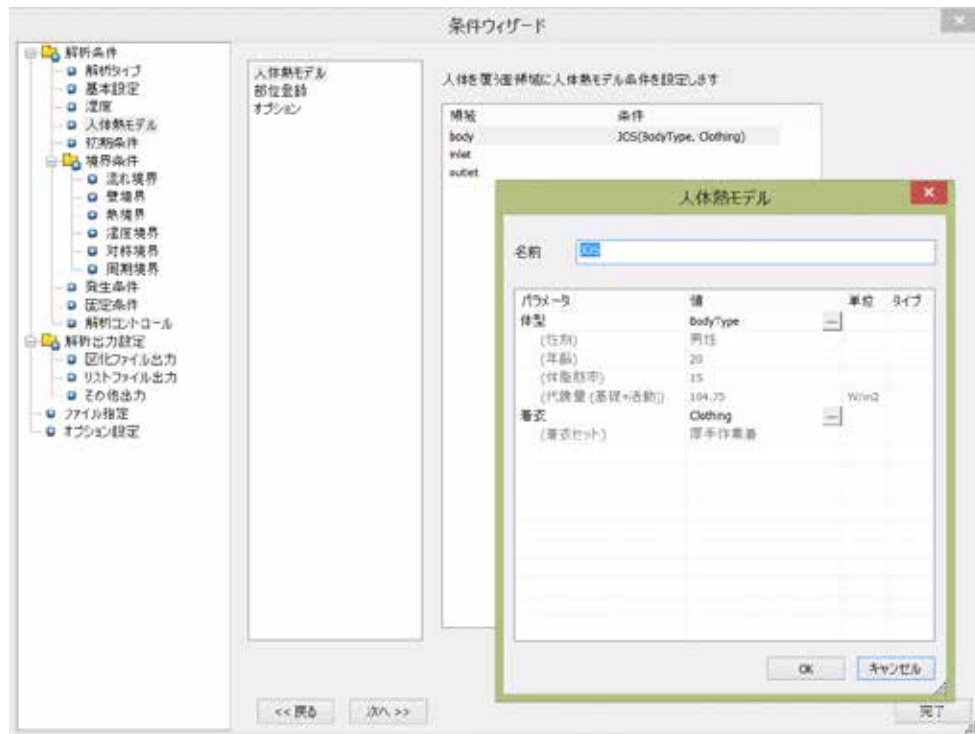 条件ウィザード
解析条件
解析タイプ
基本設定
湿度
人体熱モデル
初期条件
境界条件
流れ境界
壁境界
熱境界
湿度境界
対称境界
周期境界
発生条件
固定条件
解析コントロール
解析出力設定
図化ファイル出力
リストファイル出力
その他出力
ファイル指定
オプション設定
人体熱モデル
部位登録
オプション
人体を覆う面領域に人体熱モデル条件を設定します
領域 条件
body JOS(BodyType, Clothing)
inlet
outlet
人体熱モデル
名前 JOS
パラメータ 値 単位 タイプ
体型 BodyType ...
(性別) 男性
(年齢) 20
(体脂肪率) 15
(代謝量(基礎+活動)) 104.75 W/m2
着衣 Clothing ...
(着衣セット) 厚手作業着
OK キャンセル
<< 戻る 次へ >> 完了